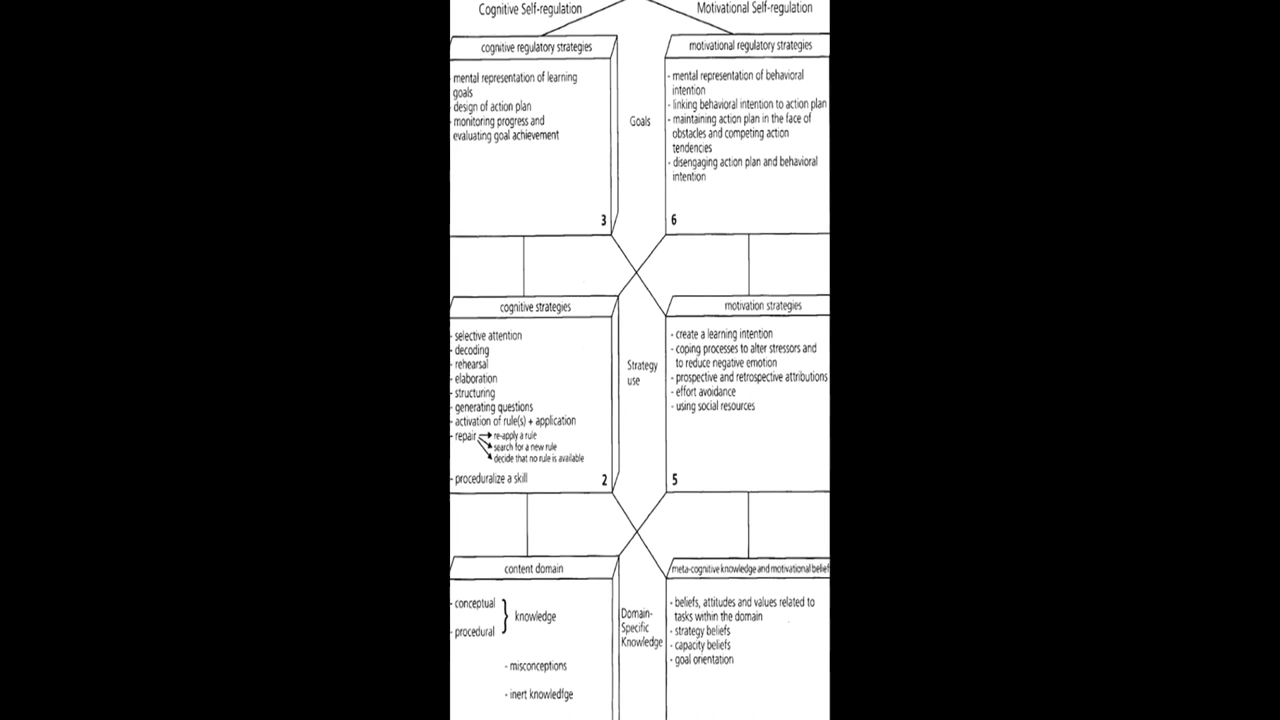 Cognitive Self-regulation
Motivational Self-regulation
cognitive regulatory strategies
- mental representation of learning
goals
- design of action plan
- monitoring progress and
evaluating goal achievement
3
Goals
motivational regulatory strategies
- mental representation of behavioral
intention
- linking behavioral intention to action plan
- maintaining action plan in the face of
obstacles and competing action
tendencies
- disengaging action plan and behavioral
intention
6
cognitive strategies
- selective attention
- decoding
- rehearsal
- elaboration
- structuring
- generating questions
- activation of rule(s) + application
- repair
re-apply a rule
search for a new rule
decide that no rule is available
- proceduralize a skill
2
Strategy
use
motivation strategies
- create a learning intention
- coping processes to alter stressors and
to reduce negative emotion
- prospective and retrospective attributions
- effort avoidance
- using social resources
5
content domain
- conceptual
- procedural
knowledge
- misconceptions
- inert knowledfge
Domain-
Specific
Knowledge
meta-cognitive knowledge and motivational belief
- beliefs, attitudes and values related to
tasks within the domain
- strategy beliefs
- capacity beliefs
- goal orientation